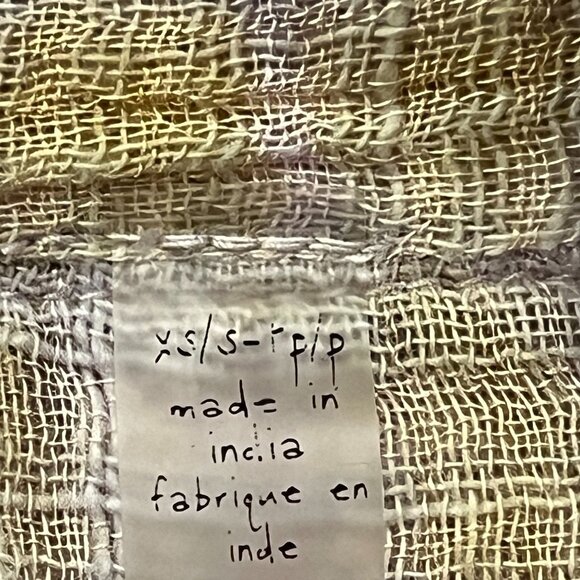 xs/s-tp/p
made in
india
fabrique en
inde